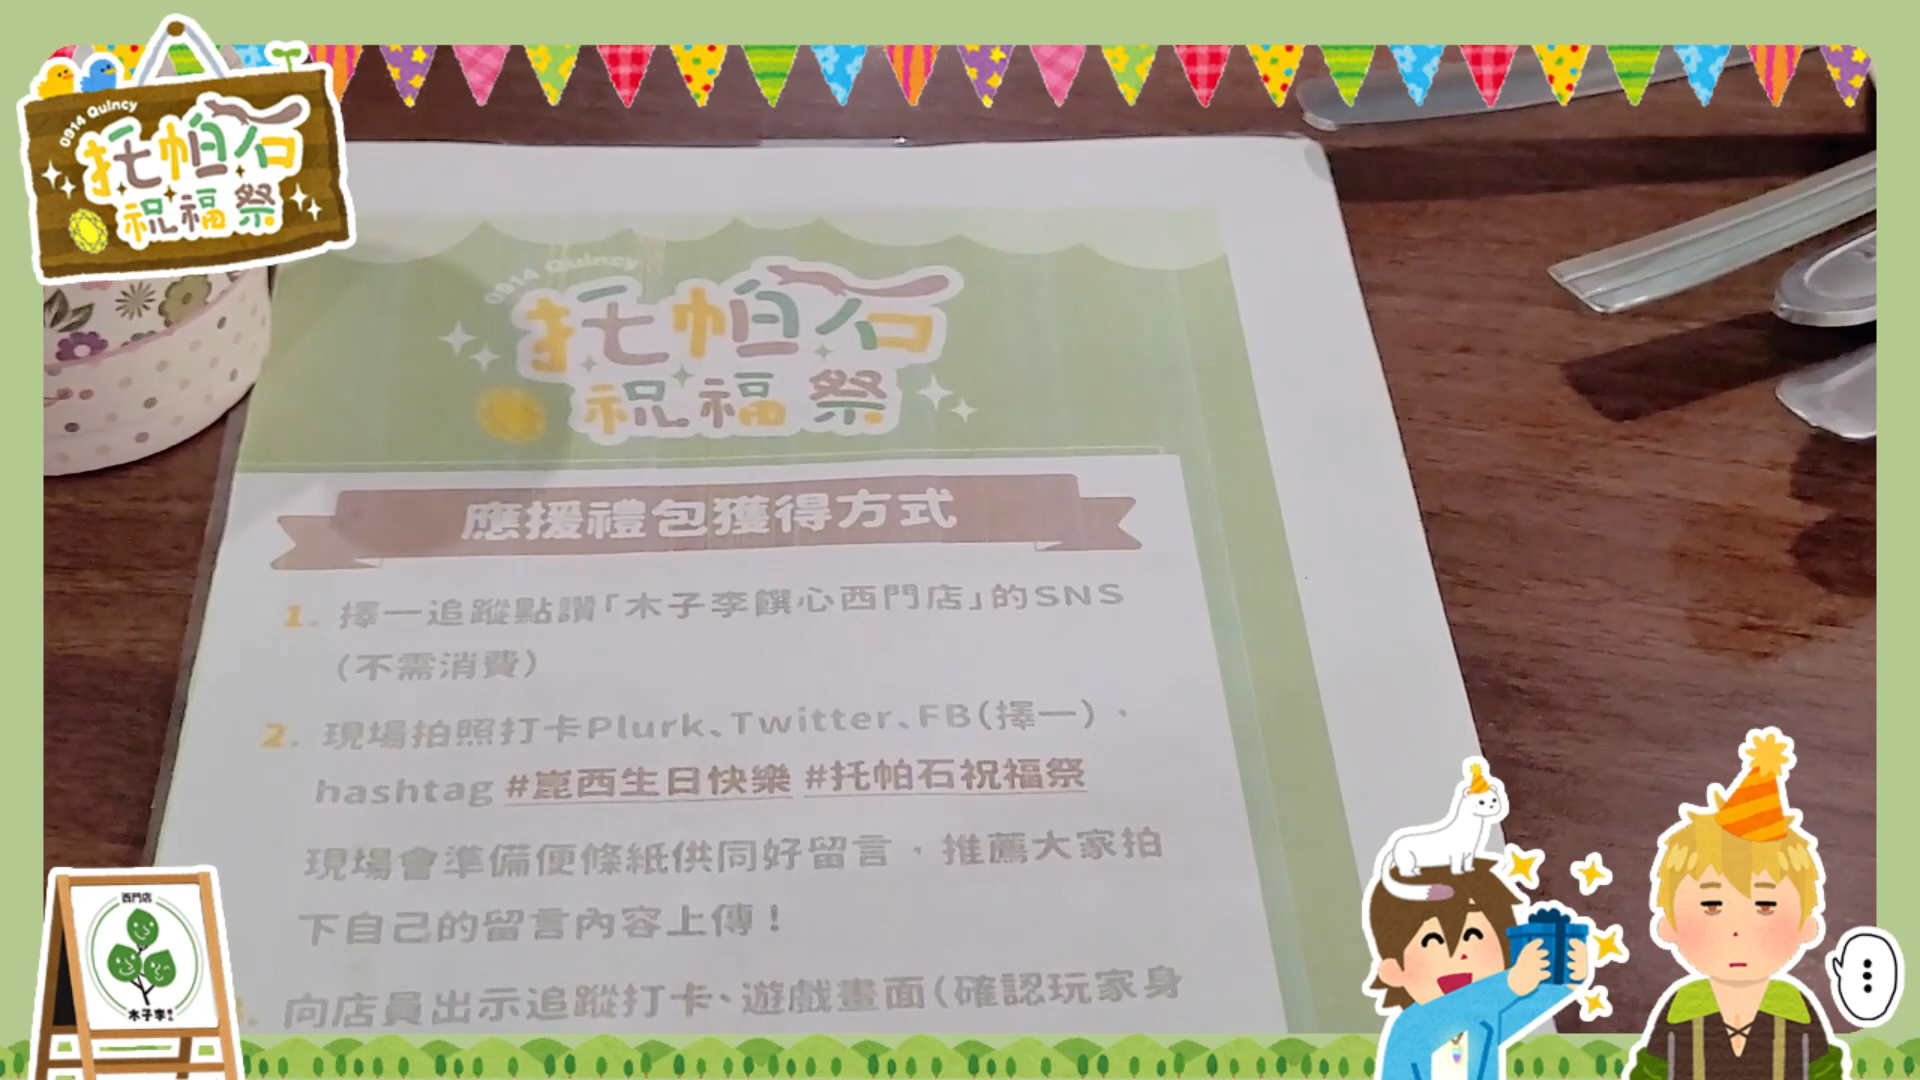 0914 Quincy
托帕石
祝福祭
0914 Quincy
托帕石
祝福祭
應援禮包獲得方式
1. 擇一追蹤點讚「木子李饌心西門店」的SNS
(不需消費)
2. 現場拍照打卡Plurk、Twitter、FB(擇一)、
hashtag #崑西生日快樂 #托帕石祝福祭
現場會準備便條紙供同好留言，推薦大家拍
下自己的留言內容上傳！
3. 向店員出示追蹤打卡、遊戲畫面(確認玩家身
西門店
木子李